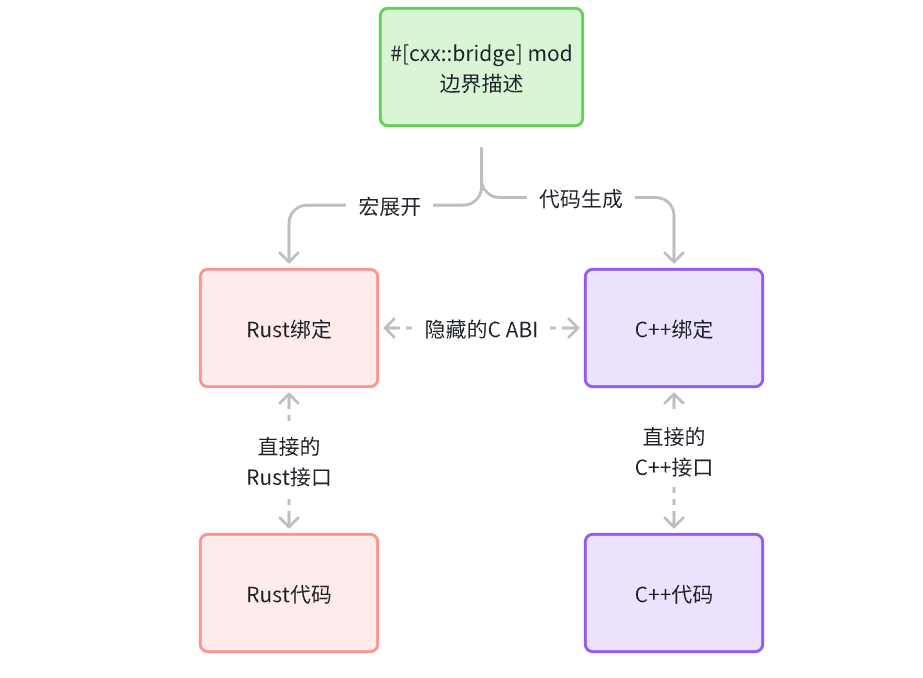 #[cxx::bridge] mod
边界描述
宏展开
代码生成
Rust绑定
隐藏的C ABI
C++绑定
直接的
Rust接口
直接的
C++接口
Rust代码
C++代码